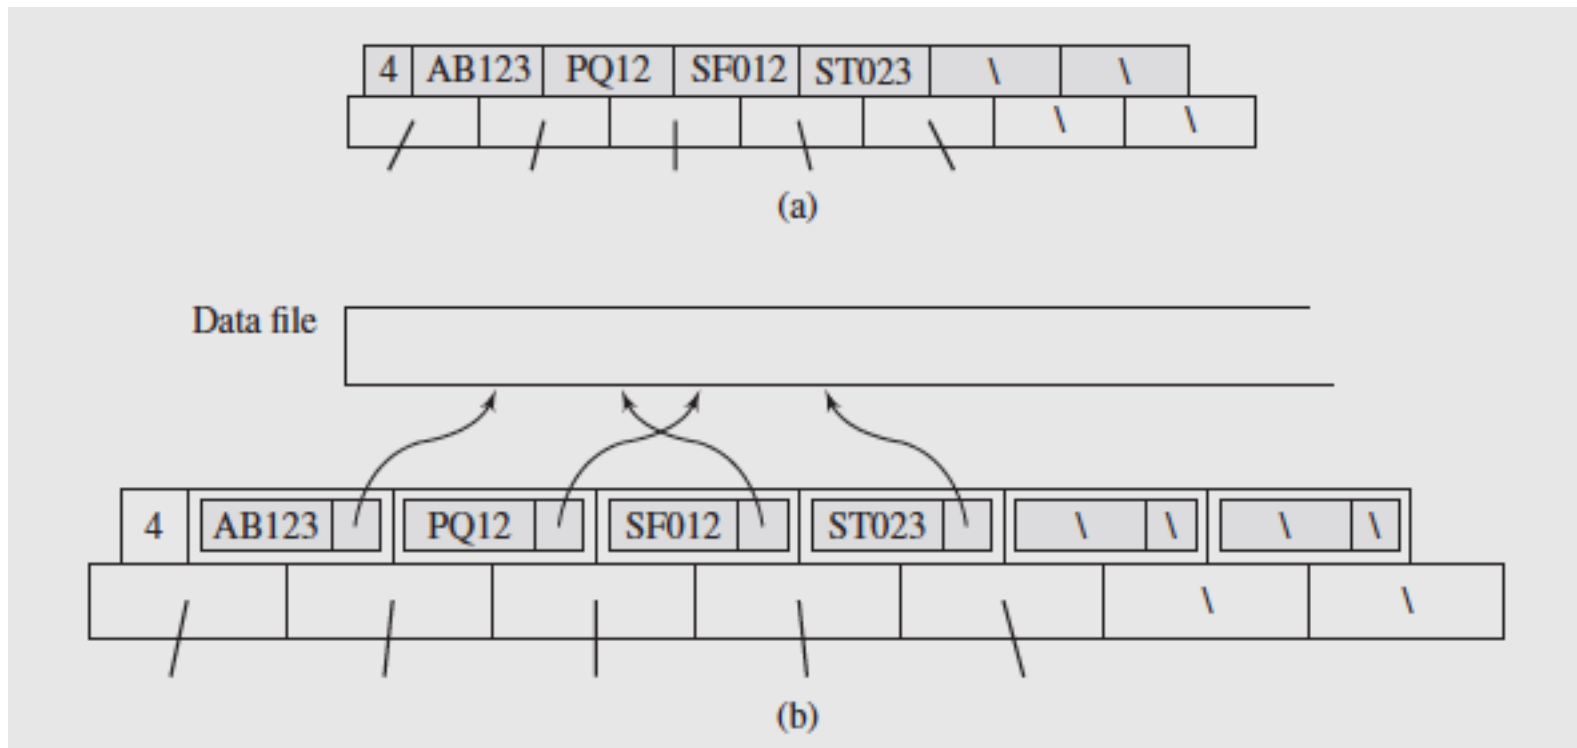 4 AB123 PQ12 SF012 ST023 \ \
\ \
(a)
Data file
4 AB123 PQ12 SF012 ST023 \ \ \ \
\ \
(b)